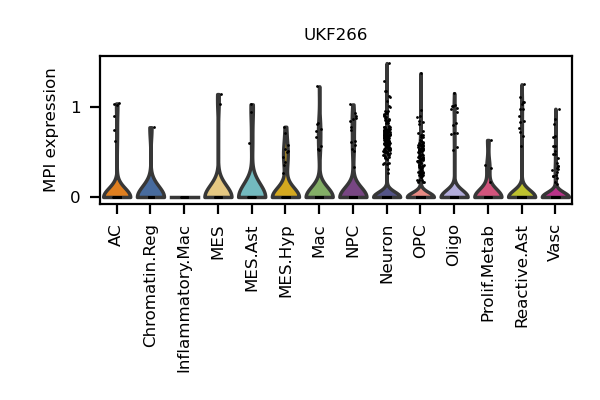 UKF266
MPI expression
1
0
AC
Chromatin.Reg
Inflammatory.Mac
MES
MES.Ast
MES.Hyp
Mac
NPC
Neuron
OPC
Oligo
Prolif.Metab
Reactive.Ast
Vasc